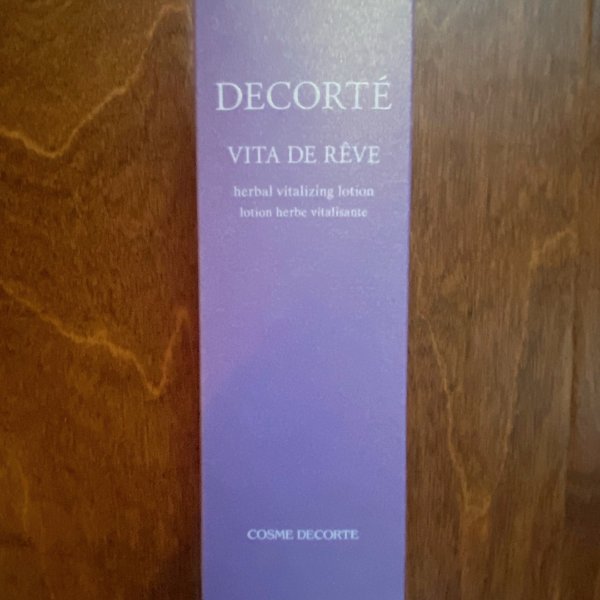 DECORTÉ
VITA DE RÊVE
herbal vitalizing lotion
lotion herbe vitalisante
COSME DECORTE